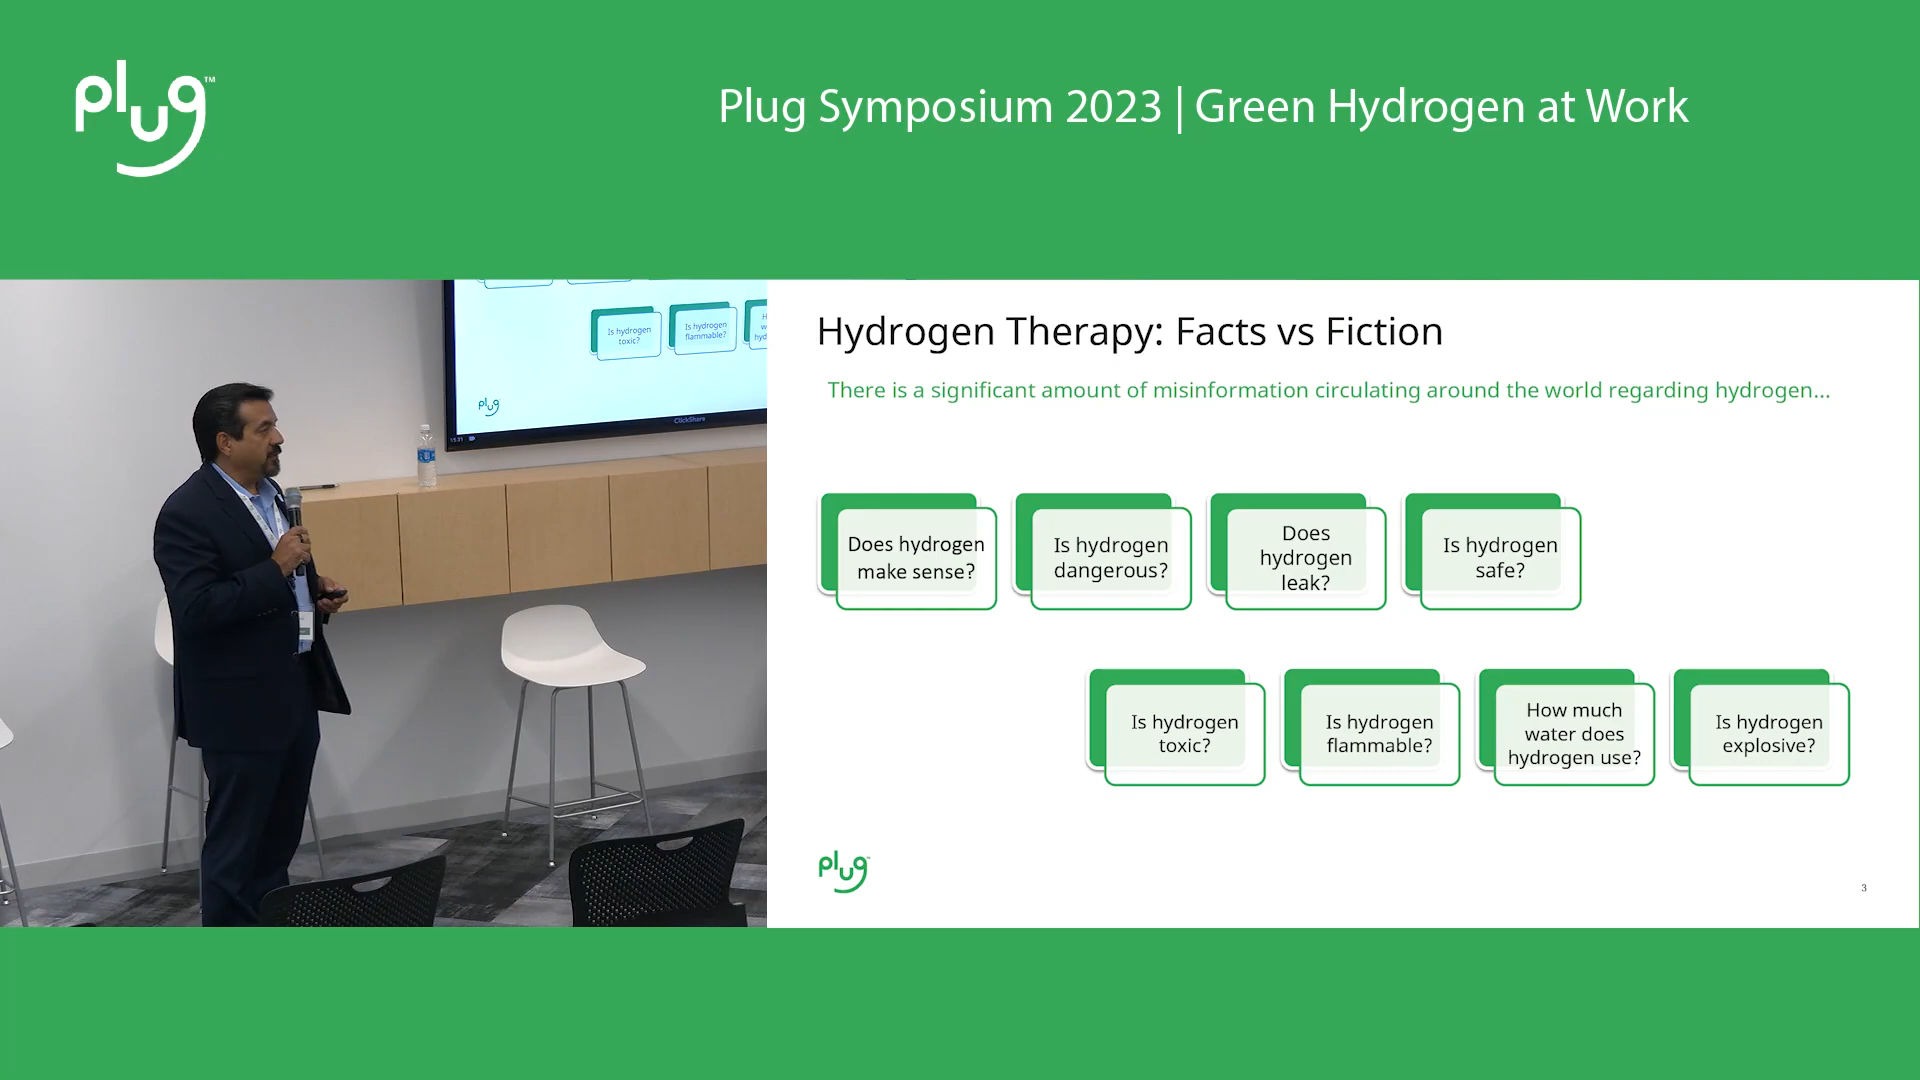 plug™
Plug Symposium 2023 | Green Hydrogen at Work
Is hydrogen
toxic?
Is hydrogen
flammable?
plug
ClickShare
Hydrogen Therapy: Facts vs Fiction
There is a significant amount of misinformation circulating around the world regarding hydrogen...
Does hydrogen
make sense?
Is hydrogen
dangerous?
Does
hydrogen
leak?
Is hydrogen
safe?
Is hydrogen
toxic?
Is hydrogen
flammable?
How much
water does
hydrogen use?
Is hydrogen
explosive?
plug
3